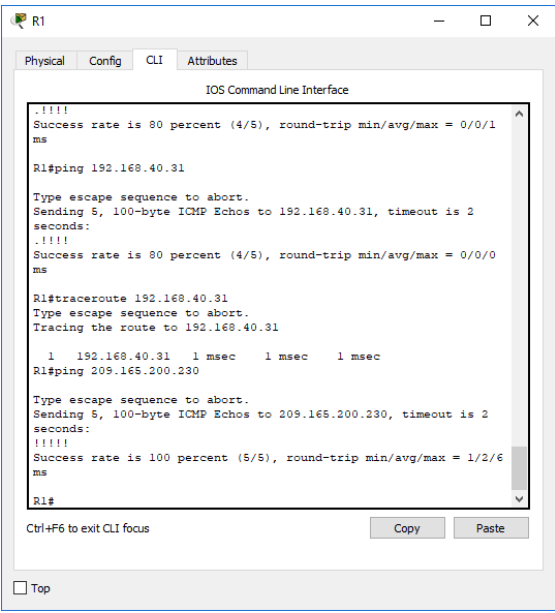 R1
Physical Config CLI Attributes
IOS Command Line Interface
.!!!!
Success rate is 80 percent (4/5), round-trip min/avg/max = 0/0/1
ms
R1#ping 192.168.40.31
Type escape sequence to abort.
Sending 5, 100-byte ICMP Echos to 192.168.40.31, timeout is 2
seconds:
.!!!!
Success rate is 80 percent (4/5), round-trip min/avg/max = 0/0/0
ms
R1#traceroute 192.168.40.31
Type escape sequence to abort.
Tracing the route to 192.168.40.31
1 192.168.40.31 1 msec 1 msec 1 msec
R1#ping 209.165.200.230
Type escape sequence to abort.
Sending 5, 100-byte ICMP Echos to 209.165.200.230, timeout is 2
seconds:
!!!!!
Success rate is 100 percent (5/5), round-trip min/avg/max = 1/2/6
ms
R1#
Ctrl+F6 to exit CLI focus
Copy Paste
Top